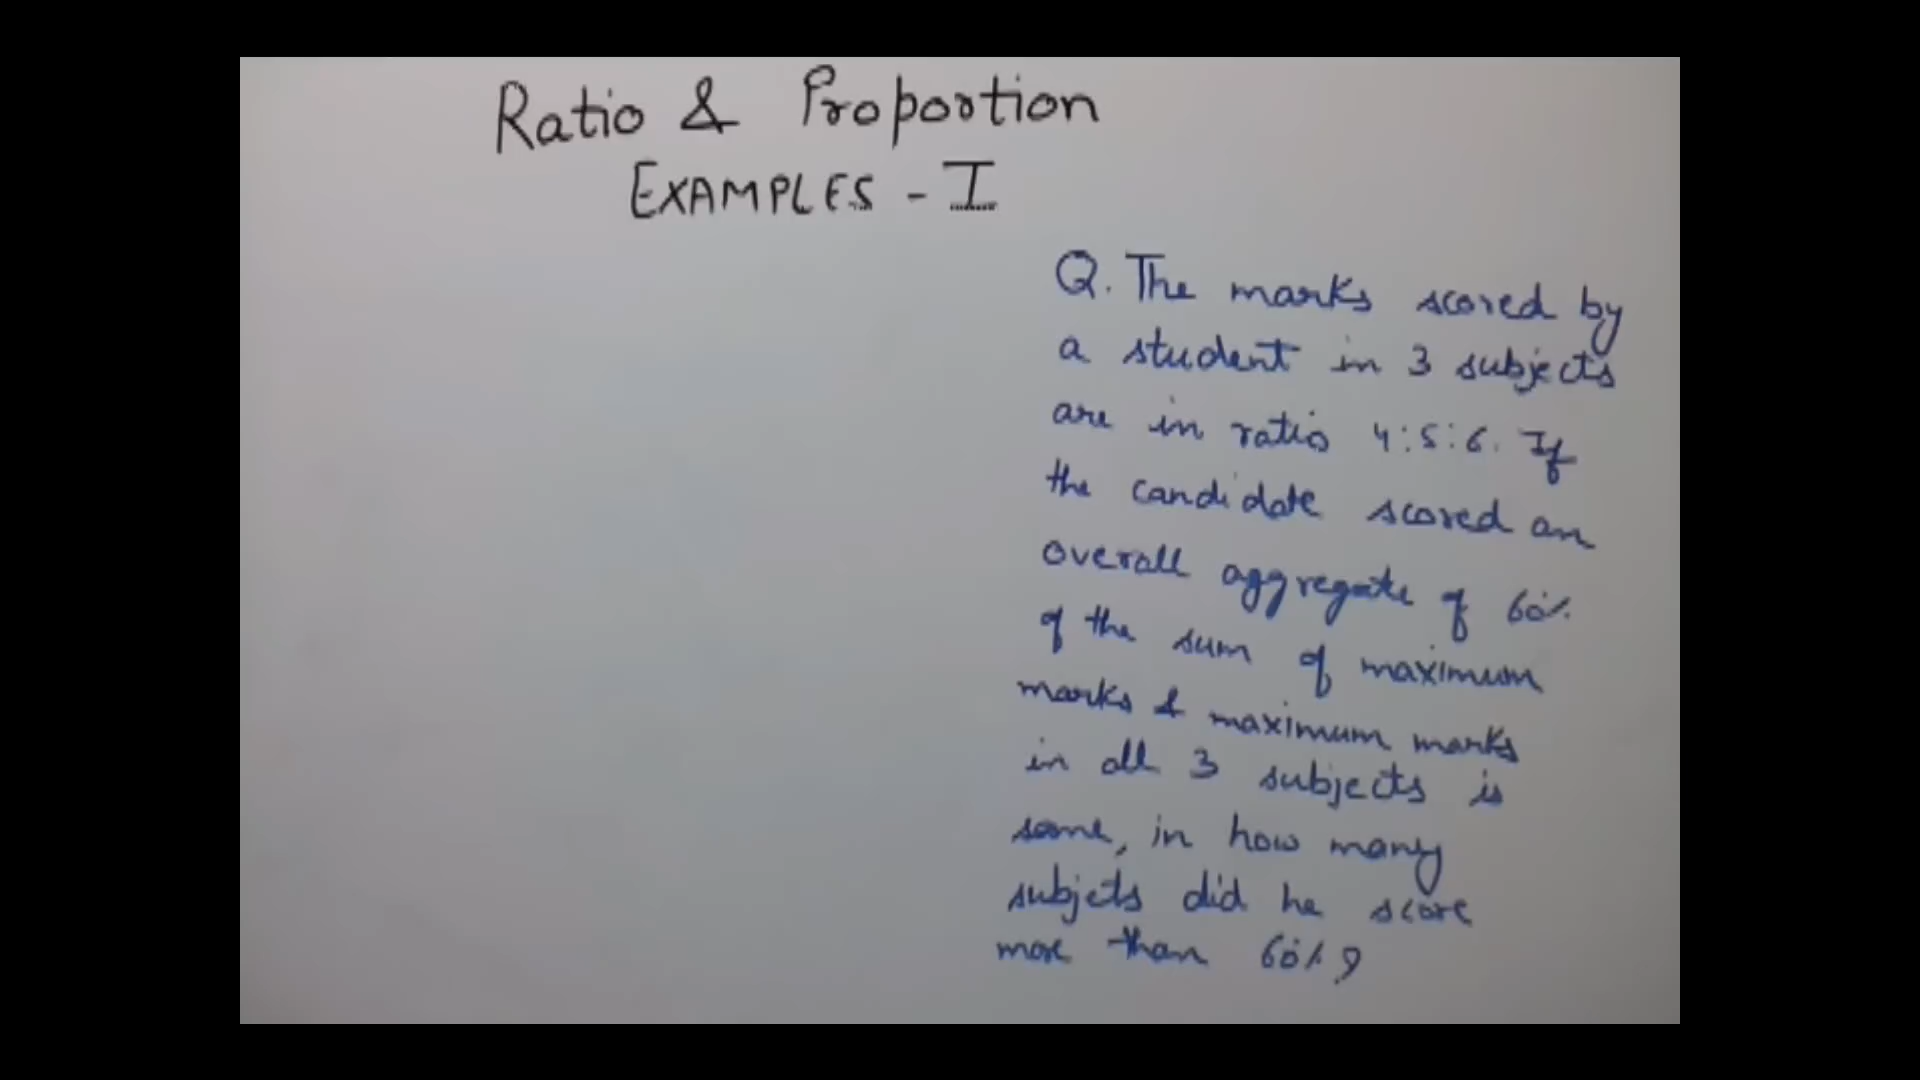 Ratio & Proportion
EXAMPLES - I
Q. The marks scored by
a student in 3 subjects
are in ratio 4:5:6. If
the candidate scored an
overall aggregate of 60%
of the sum of maximum
marks & maximum marks
in all 3 subjects is
same, in how many
subjets did he score
more than 60%?